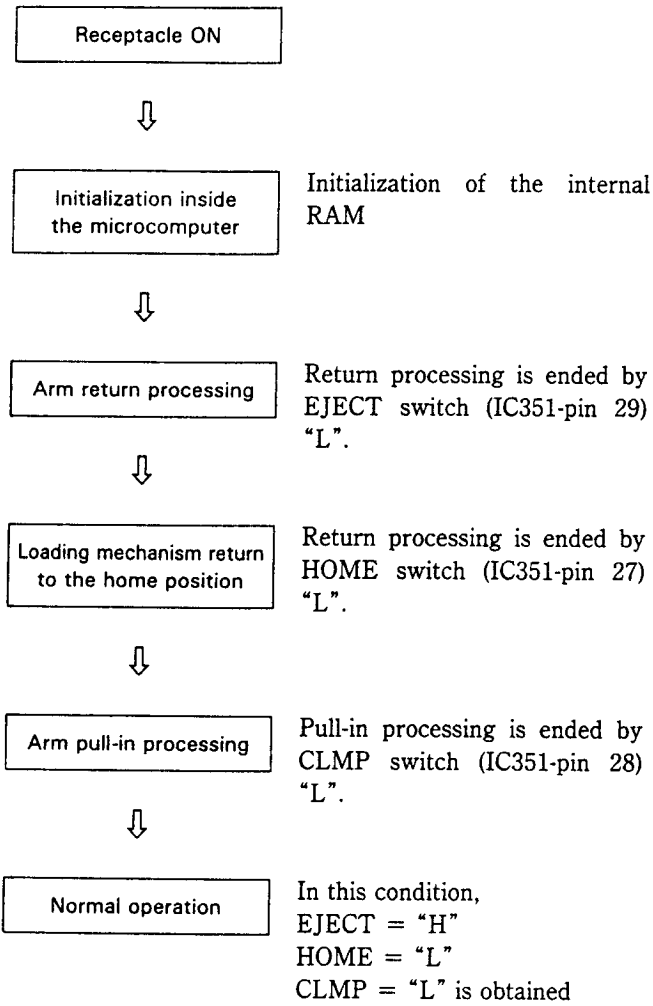 Receptacle ON
Initialization inside
the microcomputer
Initialization of the internal
RAM
Arm return processing
Return processing is ended by
EJECT switch (IC351-pin 29)
“L”.
Loading mechanism return
to the home position
Return processing is ended by
HOME switch (IC351-pin 27)
“L”.
Arm pull-in processing
Pull-in processing is ended by
CLMP switch (IC351-pin 28)
“L”.
Normal operation
In this condition,
EJECT = “H”
HOME = “L”
CLMP = “L” is obtained